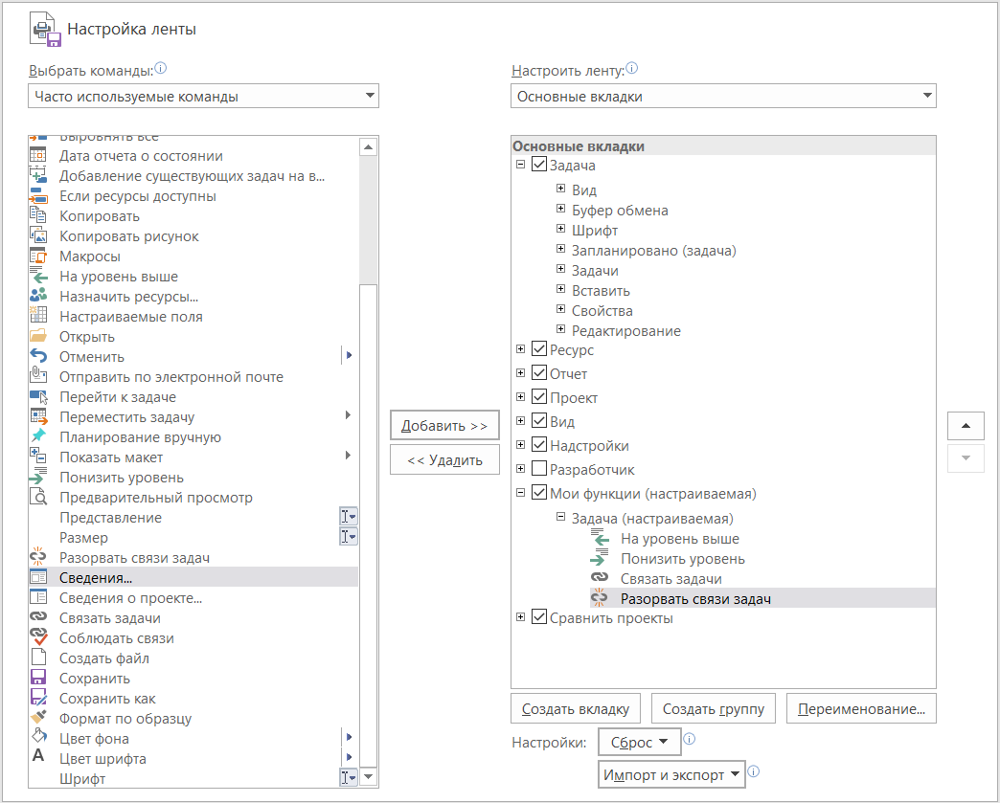 Настройка ленты
Выбрать команды:
Часто используемые команды
Выровнять все
Дата отчета о состоянии
Добавление существующих задач на в...
Если ресурсы доступны
Копировать
Копировать рисунок
Макросы
На уровень выше
Назначить ресурсы...
Настраиваемые поля
Открыть
Отменить
Отправить по электронной почте
Перейти к задаче
Переместить задачу
Планирование вручную
Показать макет
Понизить уровень
Предварительный просмотр
Представление
Размер
Разорвать связи задач
Сведения...
Сведения о проекте...
Связать задачи
Соблюдать связи
Создать файл
Сохранить
Сохранить как
Формат по образцу
Цвет фона
Цвет шрифта
Шрифт
Добавить >>
<< Удалить
Настроить ленту:
Основные вкладки
Основные вкладки
Задача
Вид
Буфер обмена
Шрифт
Запланировано (задача)
Задачи
Вставить
Свойства
Редактирование
Ресурс
Отчет
Проект
Вид
Надстройки
Разработчик
Мои функции (настраиваемая)
Задача (настраиваемая)
На уровень выше
Понизить уровень
Связать задачи
Разорвать связи задач
Сравнить проекты
Создать вкладку
Создать группу
Переименование...
Настройки:
Сброс
Импорт и экспорт